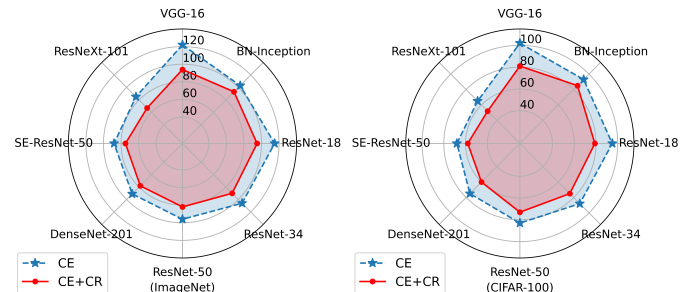 VGG-16
BN-Inception
ResNet-18
ResNet-34
ResNet-50
(ImageNet)
DenseNet-201
SE-ResNet-50
ResNeXt-101
120
100
80
60
40
CE
CE+CR
VGG-16
BN-Inception
ResNet-18
ResNet-34
ResNet-50
(CIFAR-100)
DenseNet-201
SE-ResNet-50
ResNeXt-101
100
80
60
40
CE
CE+CR